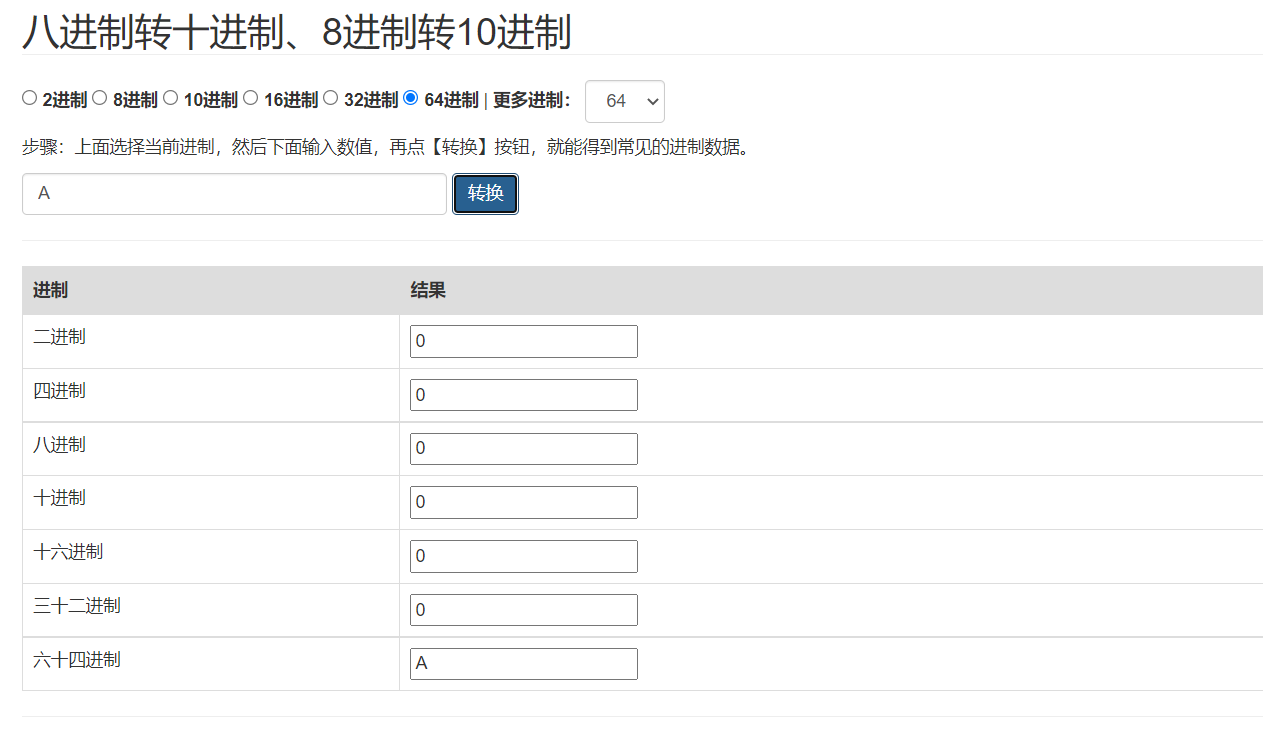 八进制转十进制、8进制转10进制
2进制 8进制 10进制 16进制 32进制 64进制 | 更多进制： 64
步骤：上面选择当前进制，然后下面输入数值，再点【转换】按钮，就能得到常见的进制数据。
A 转换
进制 结果
二进制 0
四进制 0
八进制 0
十进制 0
十六进制 0
三十二进制 0
六十四进制 A